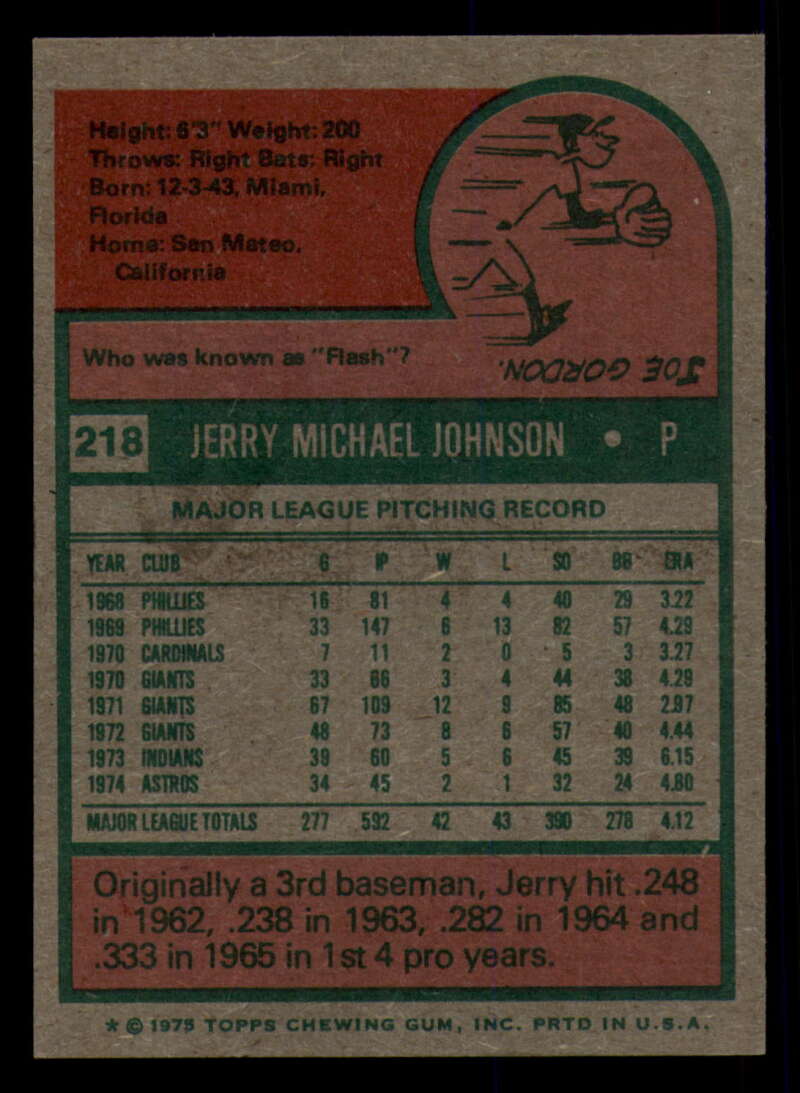 Height: 6'3" Weight: 200
Throws: Right Bats: Right
Born: 12-3-43, Miami,
Florida
Home: San Mateo,
California
Who was known as "Flash"?
JOE GORDON.
218 JERRY MICHAEL JOHNSON • P
MAJOR LEAGUE PITCHING RECORD
YEAR CLUB G IP W L SO BB ERA
1968 PHILLIES 16 81 4 4 40 29 3.22
1969 PHILLIES 33 147 6 13 82 57 4.29
1970 CARDINALS 7 11 2 0 5 3 3.27
1970 GIANTS 33 66 3 4 44 38 4.29
1971 GIANTS 67 109 12 9 85 48 2.97
1972 GIANTS 48 73 8 6 57 40 4.44
1973 INDIANS 39 60 5 6 45 39 6.15
1974 ASTROS 34 45 2 1 32 24 4.80
MAJOR LEAGUE TOTALS 277 592 42 43 390 278 4.12
Originally a 3rd baseman, Jerry hit .248
in 1962, .238 in 1963, .282 in 1964 and
.333 in 1965 in 1st 4 pro years.
* © 1975 TOPPS CHEWING GUM, INC. PRTD IN U.S.A.